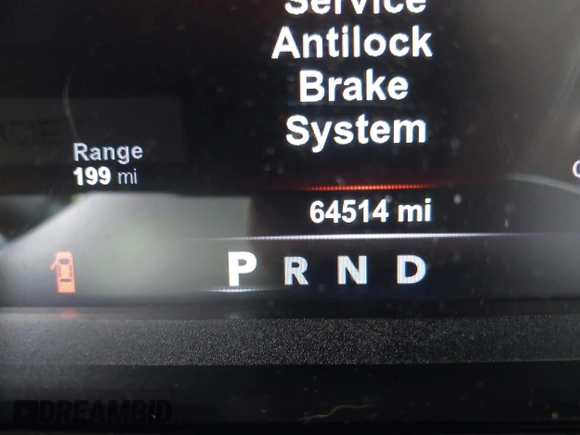 Service
Antilock
Brake
System
Range
199 mi
64514 mi
P R N D
DREAMBID